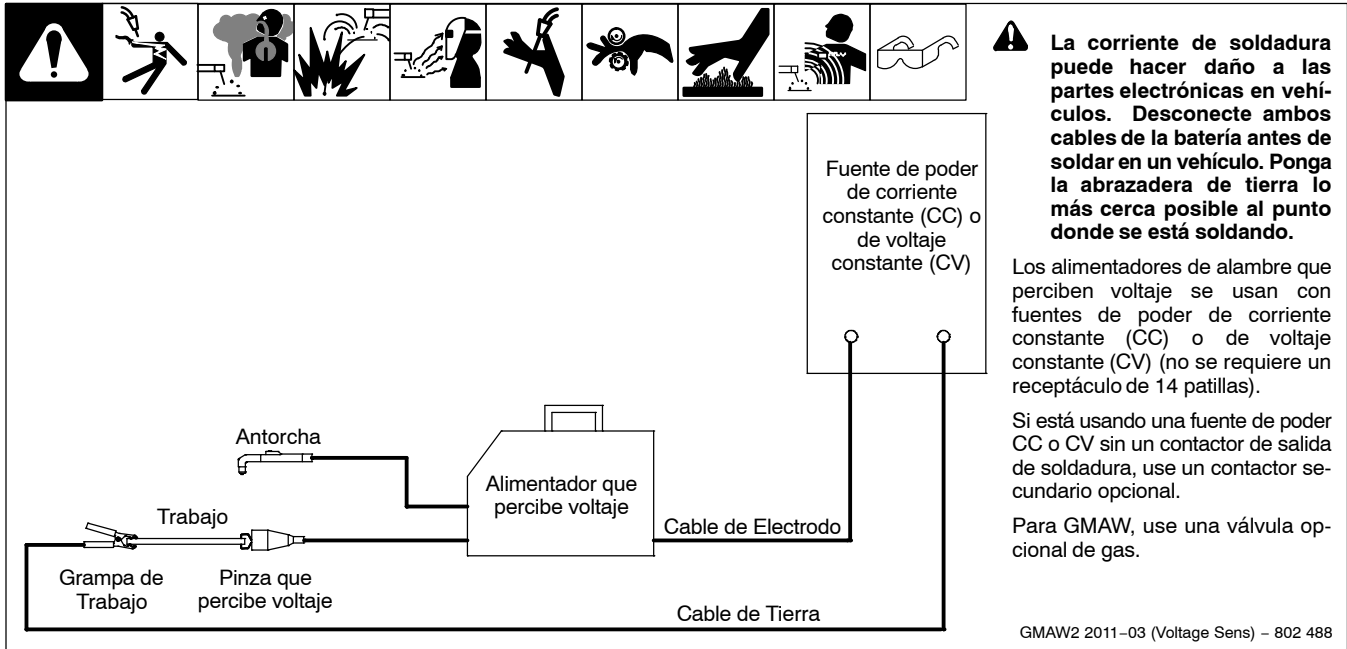 La corriente de soldadura
puede hacer daño a las
partes electrónicas en vehí-
culos. Desconecte ambos
cables de la batería antes de
soldar en un vehículo. Ponga
la abrazadera de tierra lo
más cerca posible al punto
donde se está soldando.
Los alimentadores de alambre que
perciben voltaje se usan con
fuentes de poder de corriente
constante (CC) o de voltaje
constante (CV) (no se requiere un
receptáculo de 14 patillas).
Si está usando una fuente de poder
CC o CV sin un contactor de salida
de soldadura, use un contactor se-
cundario opcional.
Para GMAW, use una válvula op-
cional de gas.
Fuente de poder
de corriente
constante (CC) o
de voltaje
constante (CV)
Antorcha
Alimentador que
percibe voltaje
Trabajo
Cable de Electrodo
Grampa de
Trabajo
Pinza que
percibe voltaje
Cable de Tierra
GMAW2 2011−03 (Voltage Sens) − 802 488